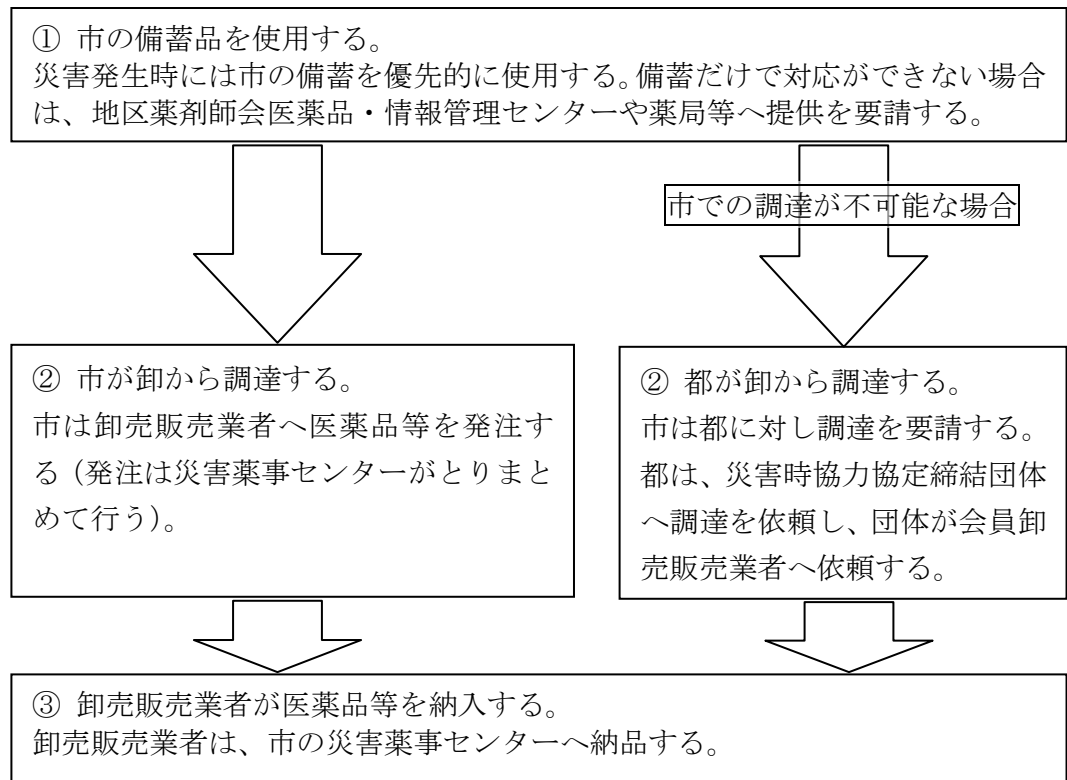 ① 市の備蓄品を使用する。
災害発生時には市の備蓄を優先的に使用する。備蓄だけで対応ができない場合
は、地区薬剤師会医薬品・情報管理センターや薬局等へ提供を要請する。
市での調達が不可能な場合
② 市が卸から調達する。
市は卸売販売業者へ医薬品等を発注す
る（発注は災害薬事センターがとりまと
めて行う）。
② 都が卸から調達する。
市は都に対し調達を要請する。
都は、災害時協力協定締結団体
へ調達を依頼し、団体が会員卸
売販売業者へ依頼する。
③ 卸売販売業者が医薬品等を納入する。
卸売販売業者は、市の災害薬事センターへ納品する。